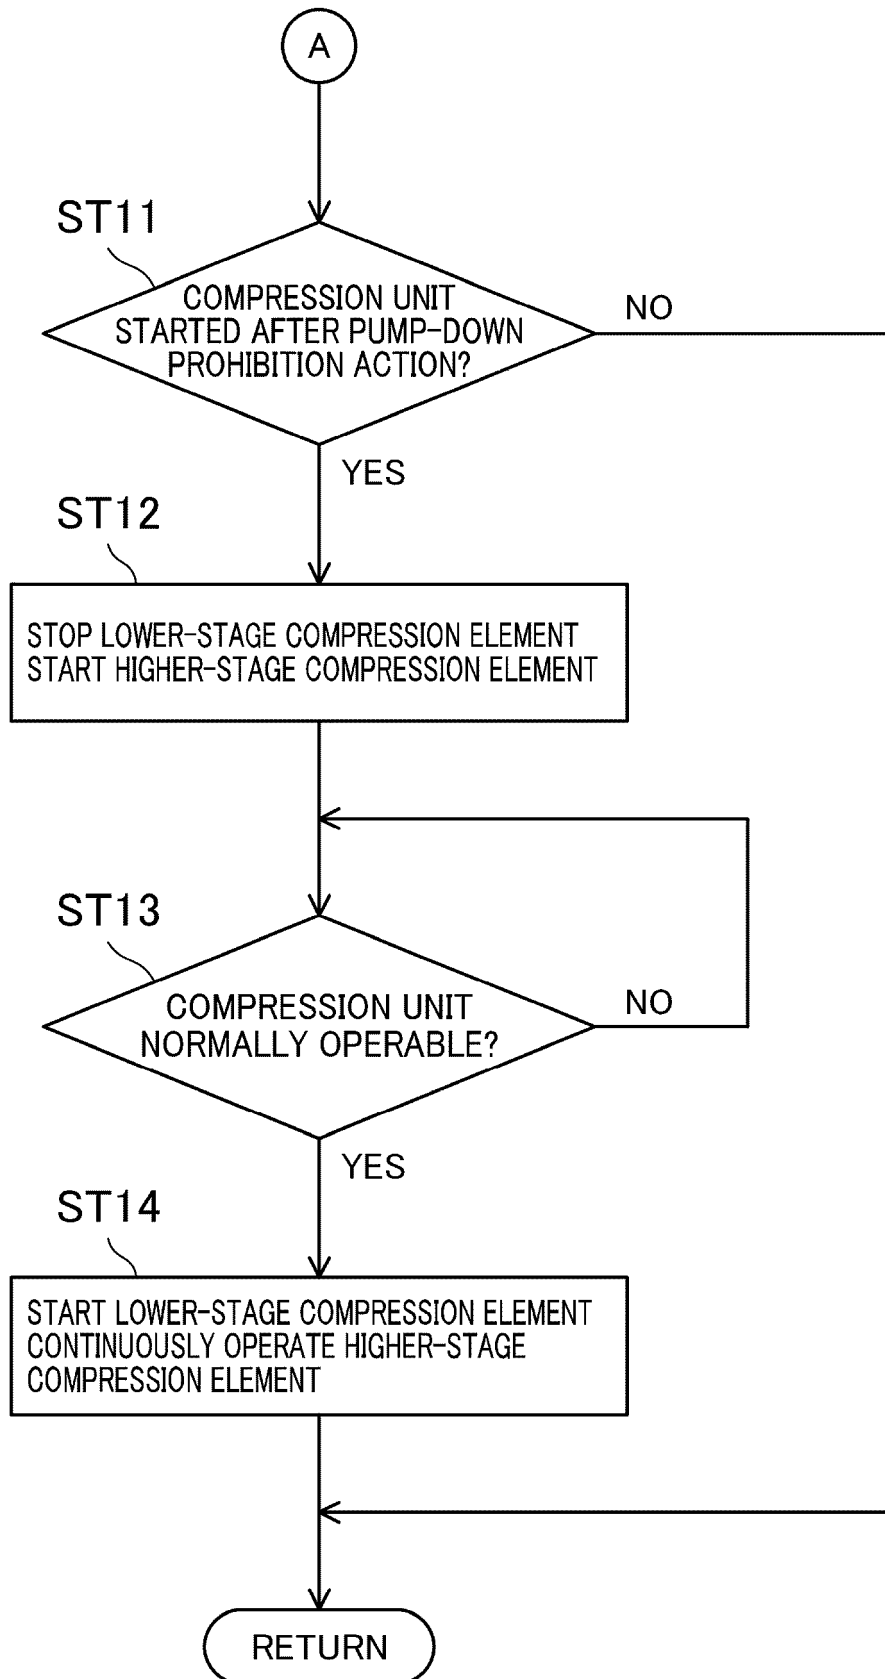 A
ST11
COMPRESSION UNIT
STARTED AFTER PUMP-DOWN
PROHIBITION ACTION?
NO
YES
ST12
STOP LOWER-STAGE COMPRESSION ELEMENT
START HIGHER-STAGE COMPRESSION ELEMENT
ST13
COMPRESSION UNIT
NORMALLY OPERABLE?
NO
YES
ST14
START LOWER-STAGE COMPRESSION ELEMENT
CONTINUOUSLY OPERATE HIGHER-STAGE
COMPRESSION ELEMENT
RETURN